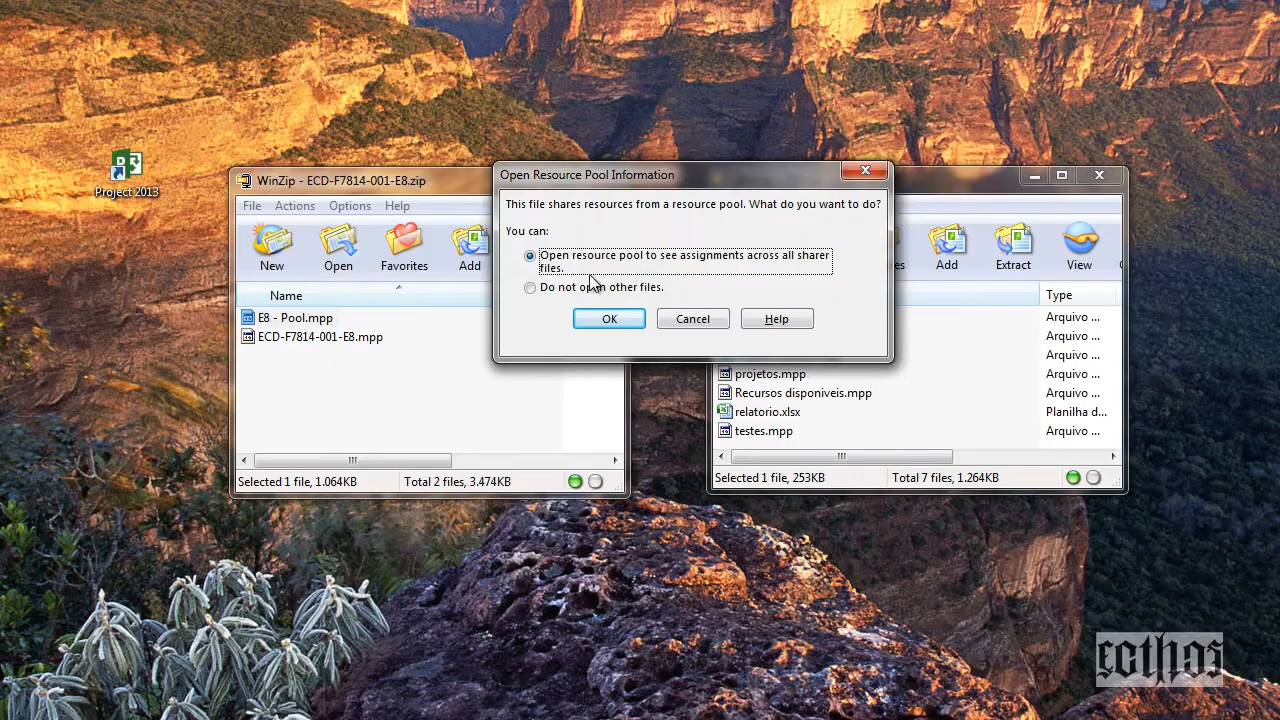 Project 2013
WinZip - ECD-F7814-001-E8.zip
File Actions Options Help
New Open Favorites Add
Name
E8 - Pool.mpp
ECD-F7814-001-E8.mpp
Selected 1 file, 1.064KB
Total 2 files, 3.474KB
Open Resource Pool Information
This file shares resources from a resource pool. What do you want to do?
You can:
Open resource pool to see assignments across all sharer
files.
Do not open other files.
OK Cancel Help
Add Extract View
Type
Arquivo ...
Arquivo ...
Arquivo ...
projetos.mpp Arquivo ...
Recursos disponiveis.mpp Arquivo ...
relatorio.xlsx Planilha d...
testes.mpp Arquivo ...
Selected 1 file, 253KB
Total 7 files, 1.264KB